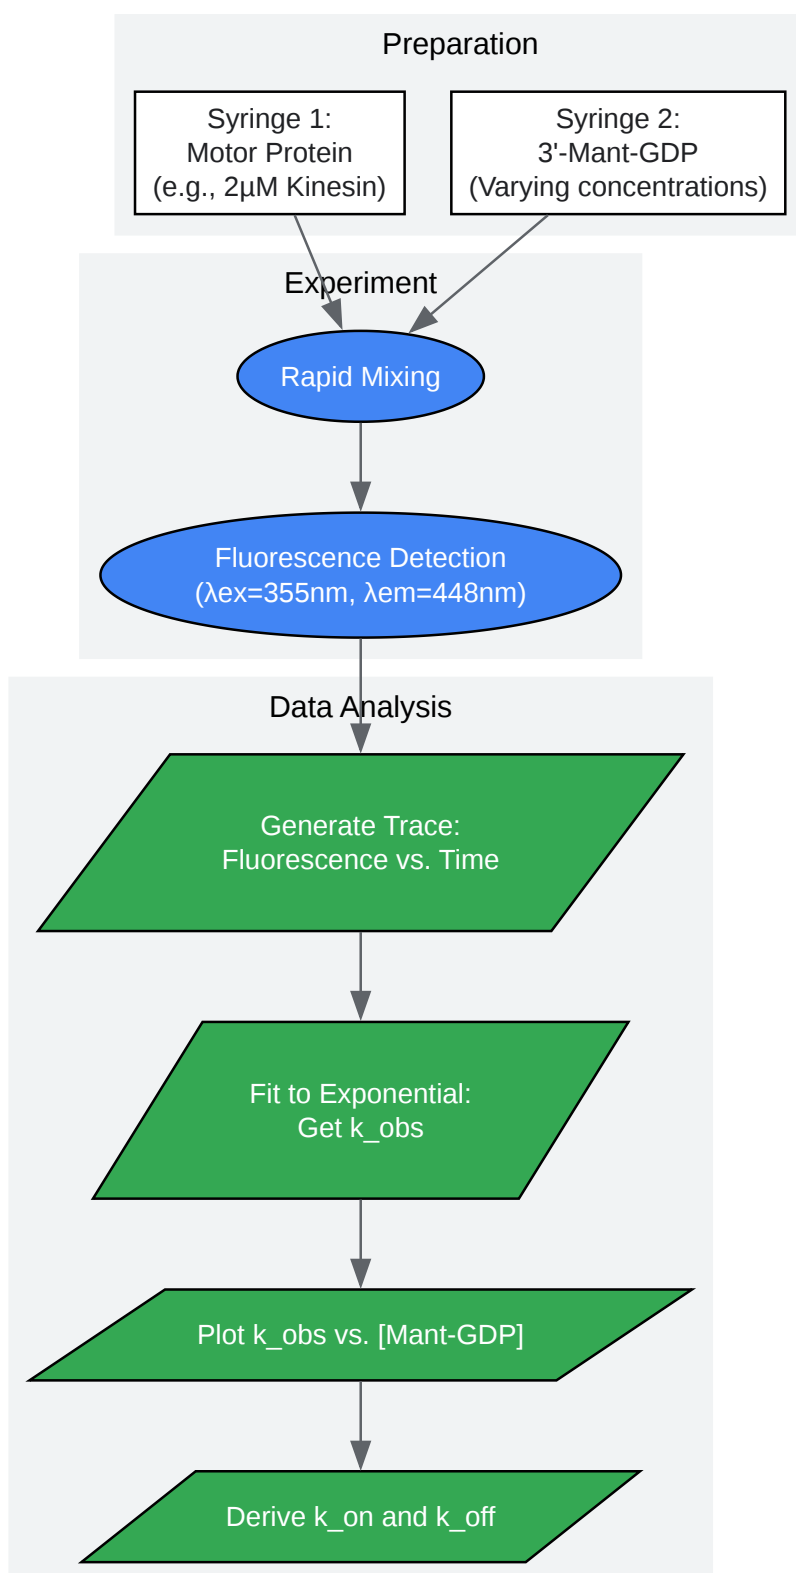 Preparation
Syringe 1:
Motor Protein
(e.g., 2µM Kinesin)
Syringe 2:
3'-Mant-GDP
(Varying concentrations)
Experiment
Rapid Mixing
Fluorescence Detection
(λex=355nm, λem=448nm)
Data Analysis
Generate Trace:
Fluorescence vs. Time
Fit to Exponential:
Get k_obs
Plot k_obs vs. [Mant-GDP]
Derive k_on and k_off